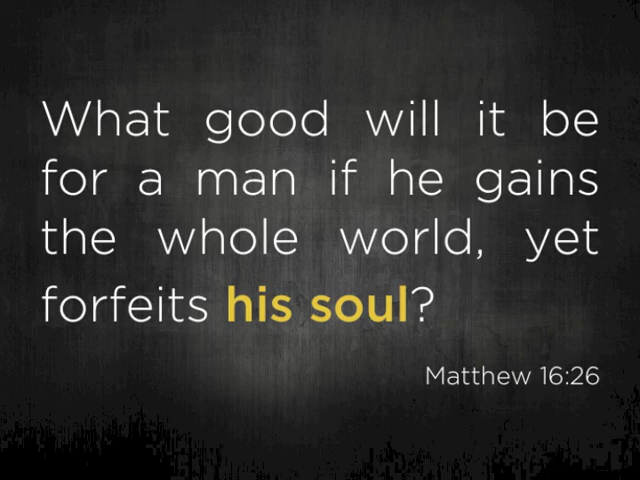 What good will it be
for a man if he gains
the whole world, yet
forfeits his soul?
Matthew 16:26